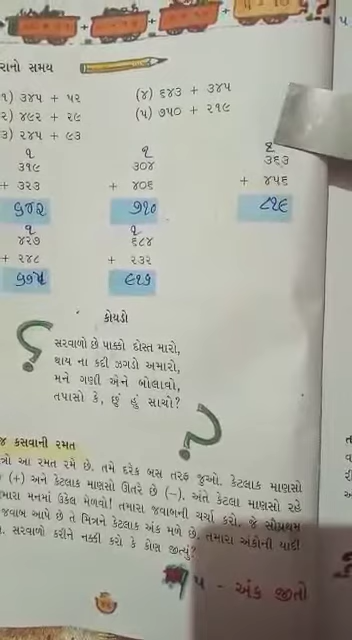 રાનો સમય
૧) ૩૪૫ + ૫૨
(૪) ૬૪૩ + ૩૪૫
૨) ૪૯૨ + ૨૯
(૫) ૭૫૦ + ૨૧૯
૩) ૨૪૫ + ૯૩
૧ ૧ ૧
૩૧૯ ૩૦૪ ૩૬૩
+ ૩૨૩ + ૪૦૬ + ૪૫૬
૬૪૨ ૭૧૦ ૮૧૯
૧ ૧
૪૨૭ ૬૮૪
+ ૨૪૮ + ૨૩૨
૬૭૫ ૯૧૬
કોયડો
સરવાળો છે પાક્કો દોસ્ત મારો,
થાય ના કદી ઝગડો અમારો,
મને ગણી એને બોલાવો,
તપાસો કે, છું હું સાચો?
જ કસવાની રમત
ત્રો આ રમત રમે છે. તમે દરેક બસ તરફ જુઓ. કેટલાક માણસો
(+) અને કેટલાક માણસો ઊતરે છે (−). અંતે કેટલા માણસો રહે
મારા મનમાં ઉકેલ મેળવો! તમારા જવાબની ચર્ચા કરો. જે સૌપ્રથમ
જવાબ આપે છે તે મિત્રને કેટલાક અંક મળે છે. તમારા અંકોની યાદી
. સરવાળો કરીને નક્કી કરો કે કોણ જીત્યું?
૫ - અંક જીતો